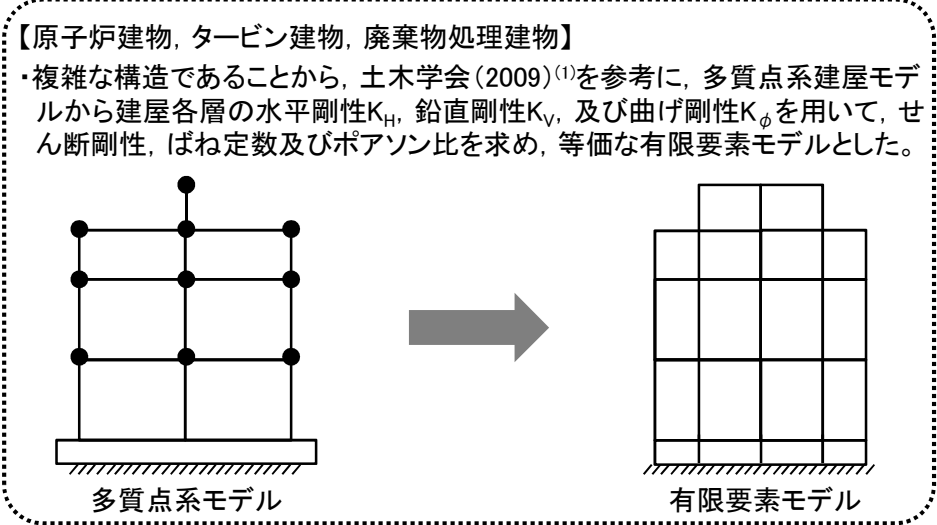 【原子炉建物，タービン建物，廃棄物処理建物】
・複雑な構造であることから，土木学会（2009）⁽¹⁾を参考に，多質点系建屋モデ
ルから建屋各層の水平剛性K_H，鉛直剛性K_V，及び曲げ剛性K_φを用いて，せ
ん断剛性，ばね定数及びポアソン比を求め，等価な有限要素モデルとした。
多質点系モデル
有限要素モデル